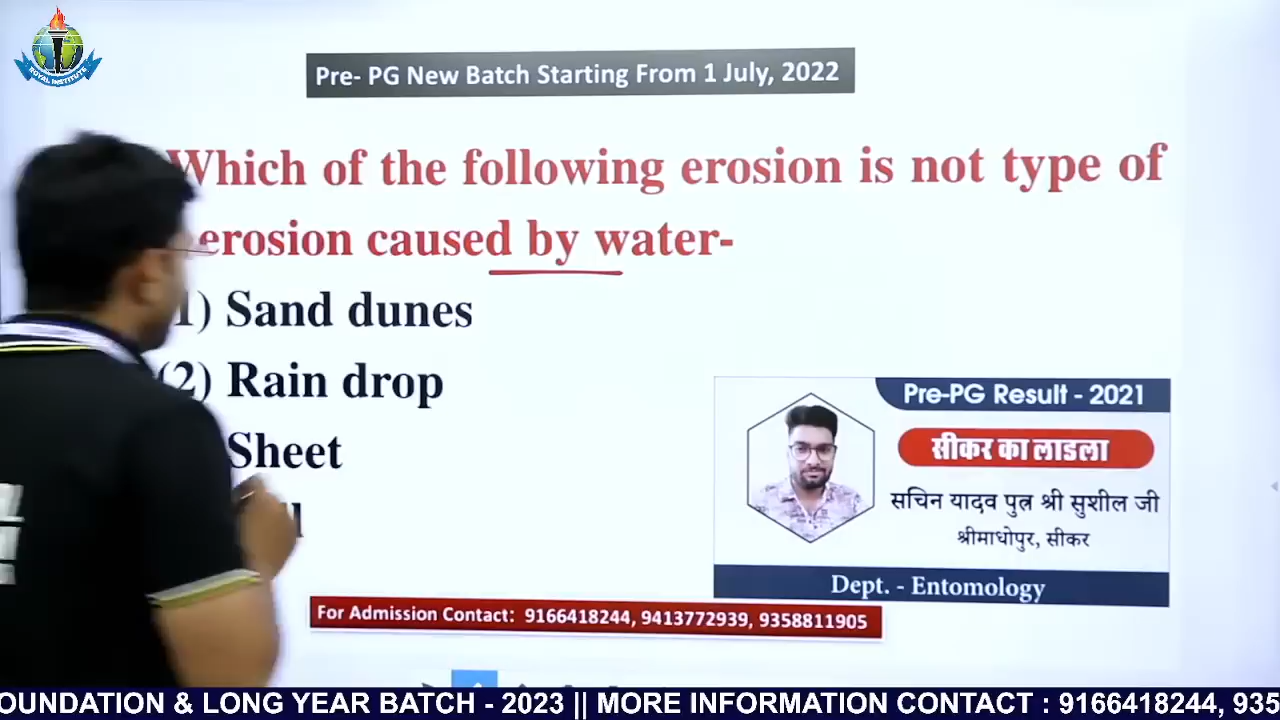 ROYAL INSTITUTE
Pre- PG New Batch Starting From 1 July, 2022
Which of the following erosion is not type of
erosion caused by water-
1) Sand dunes
(2) Rain drop
Sheet
Pre-PG Result - 2021
सीकर का लाडला
सचिन यादव पुत्र श्री सुशील जी
श्रीमाधोपुर, सीकर
Dept. - Entomology
For Admission Contact: 9166418244, 9413772939, 9358811905
OUNDATION & LONG YEAR BATCH - 2023 || MORE INFORMATION CONTACT : 9166418244, 935